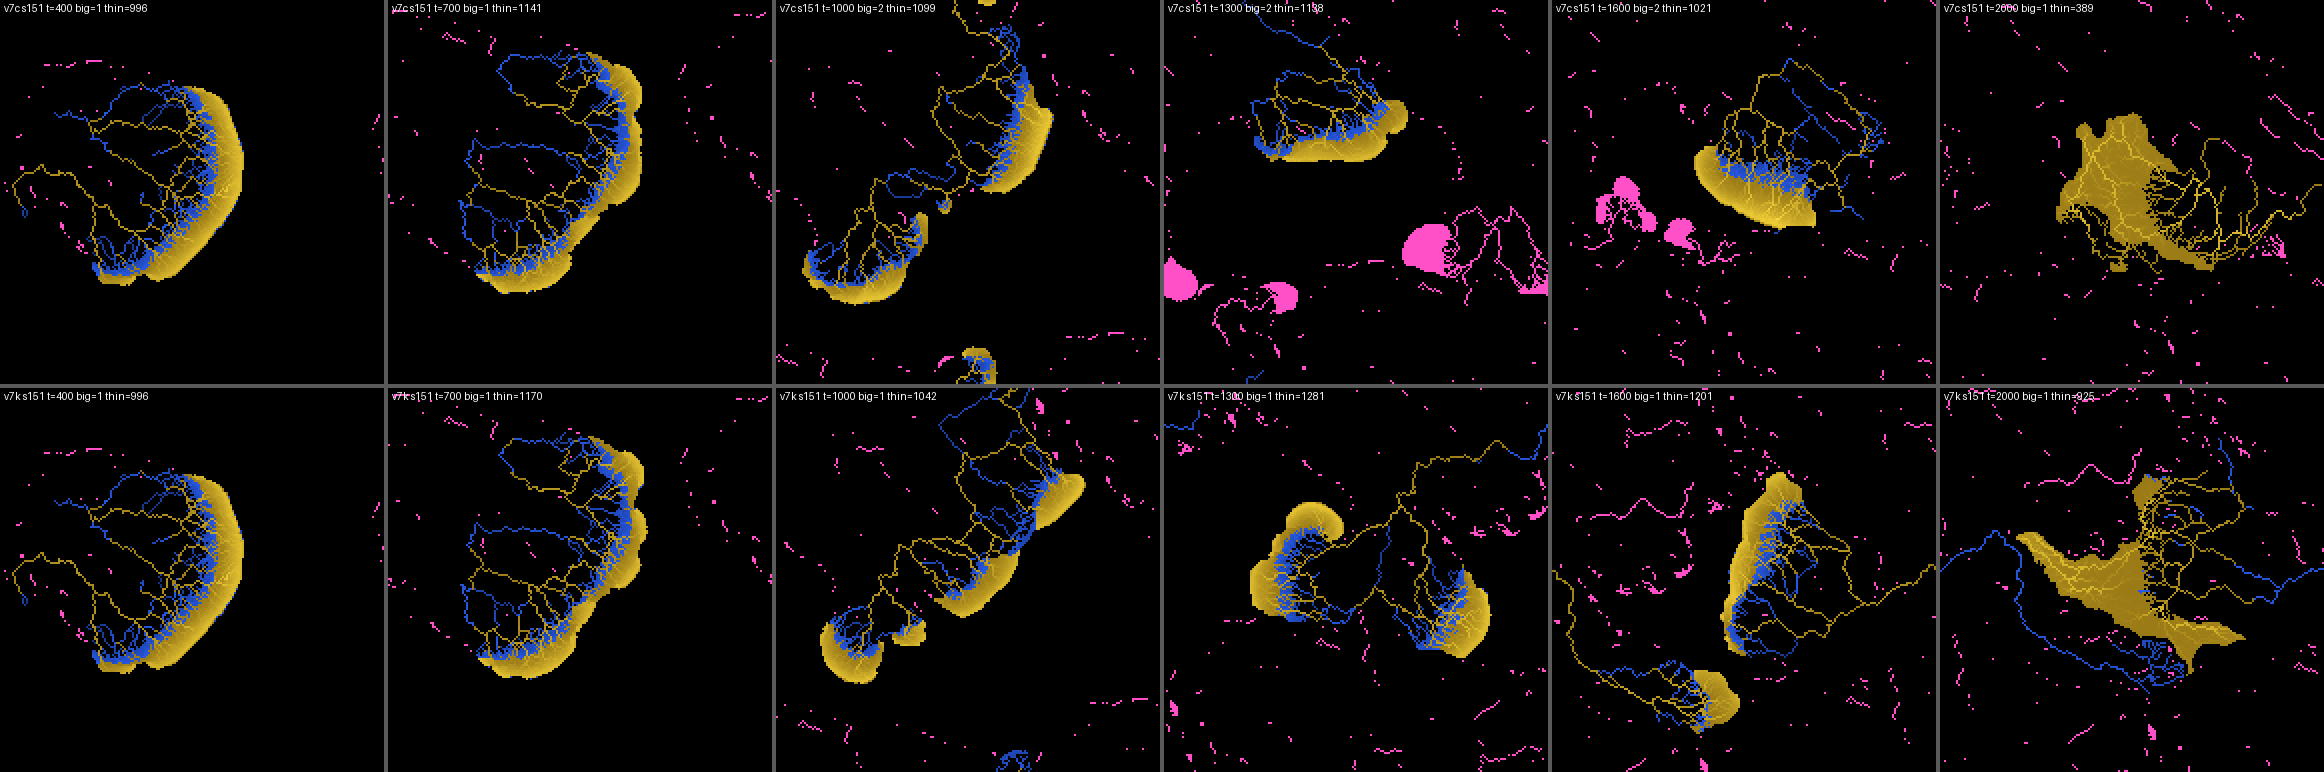 v7cs151 t=400 big=1 thin=996
v7cs151 t=700 big=1 thin=1141
v7cs151 t=1000 big=2 thin=1099
v7cs151 t=1300 big=2 thin=1138
v7cs151 t=1600 big=2 thin=1021
v7cs151 t=2000 big=1 thin=389
v7ks151 t=400 big=1 thin=996
v7ks151 t=700 big=1 thin=1170
v7ks151 t=1000 big=1 thin=1042
v7ks151 t=1300 big=1 thin=1281
v7ks151 t=1600 big=1 thin=1201
v7ks151 t=2000 big=1 thin=925